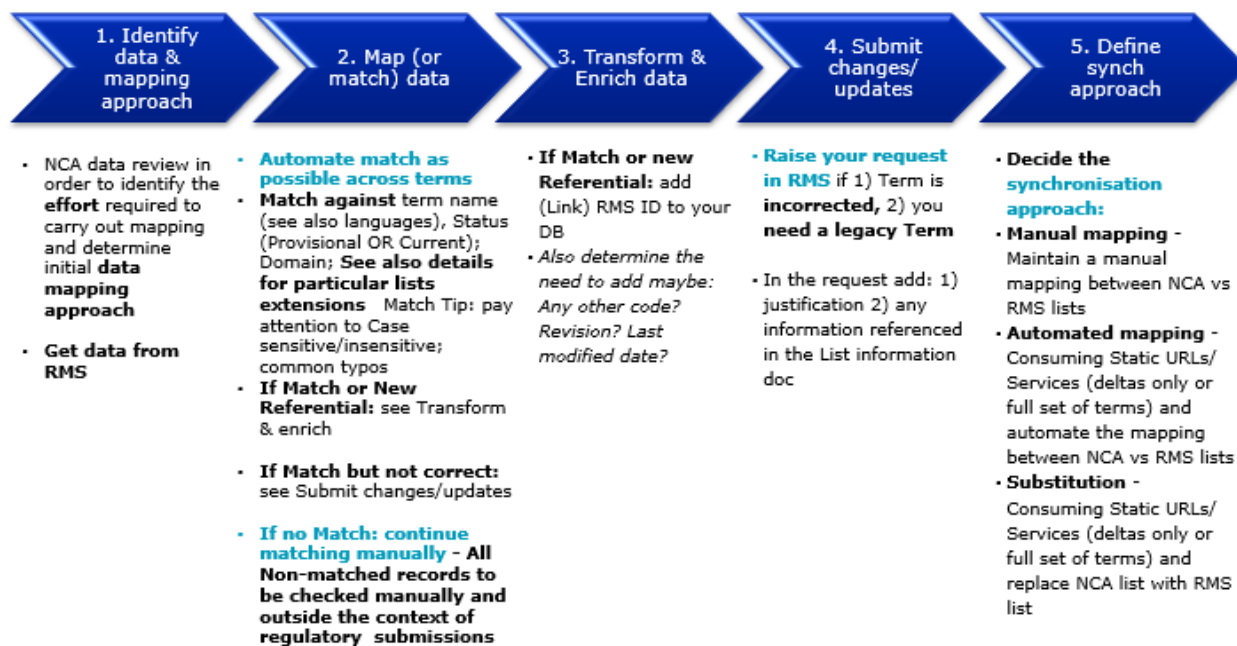 1. Identify
data &
mapping
approach
2. Map (or
match) data
3. Transform &
Enrich data
4. Submit
changes/
updates
5. Define
synch
approach
• NCA data review in
order to identify the
effort required to
carry out mapping
and determine
initial data
mapping
approach
• Get data from
RMS
• Automate match as
possible across terms
• Match against term name
(see also languages), Status
(Provisional OR Current);
Domain; See also details
for particular lists
extensions Match Tip: pay
attention to Case
sensitive/insensitive;
common typos
• If Match or New
Referential: see Transform
& enrich
• If Match but not correct:
see Submit changes/updates
• If no Match: continue
matching manually - All
Non-matched records to
be checked manually and
outside the context of
regulatory submissions
• If Match or new
Referential: add
(Link) RMS ID to your
DB
• Also determine the
need to add maybe:
Any other code?
Revision? Last
modified date?
• Raise your request
in RMS if 1) Term is
incorrect, 2) you
need a legacy Term
• In the request add: 1)
justification 2) any
information referenced
in the List information
doc
• Decide the
synchronisation
approach:
• Manual mapping -
Maintain a manual
mapping between NCA vs
RMS lists
• Automated mapping -
Consuming Static URLs/
Services (deltas only or
full set of terms) and
automate the mapping
between NCA vs RMS lists
• Substitution -
Consuming Static URLs/
Services (deltas only or
full set of terms) and
replace NCA list with RMS
list